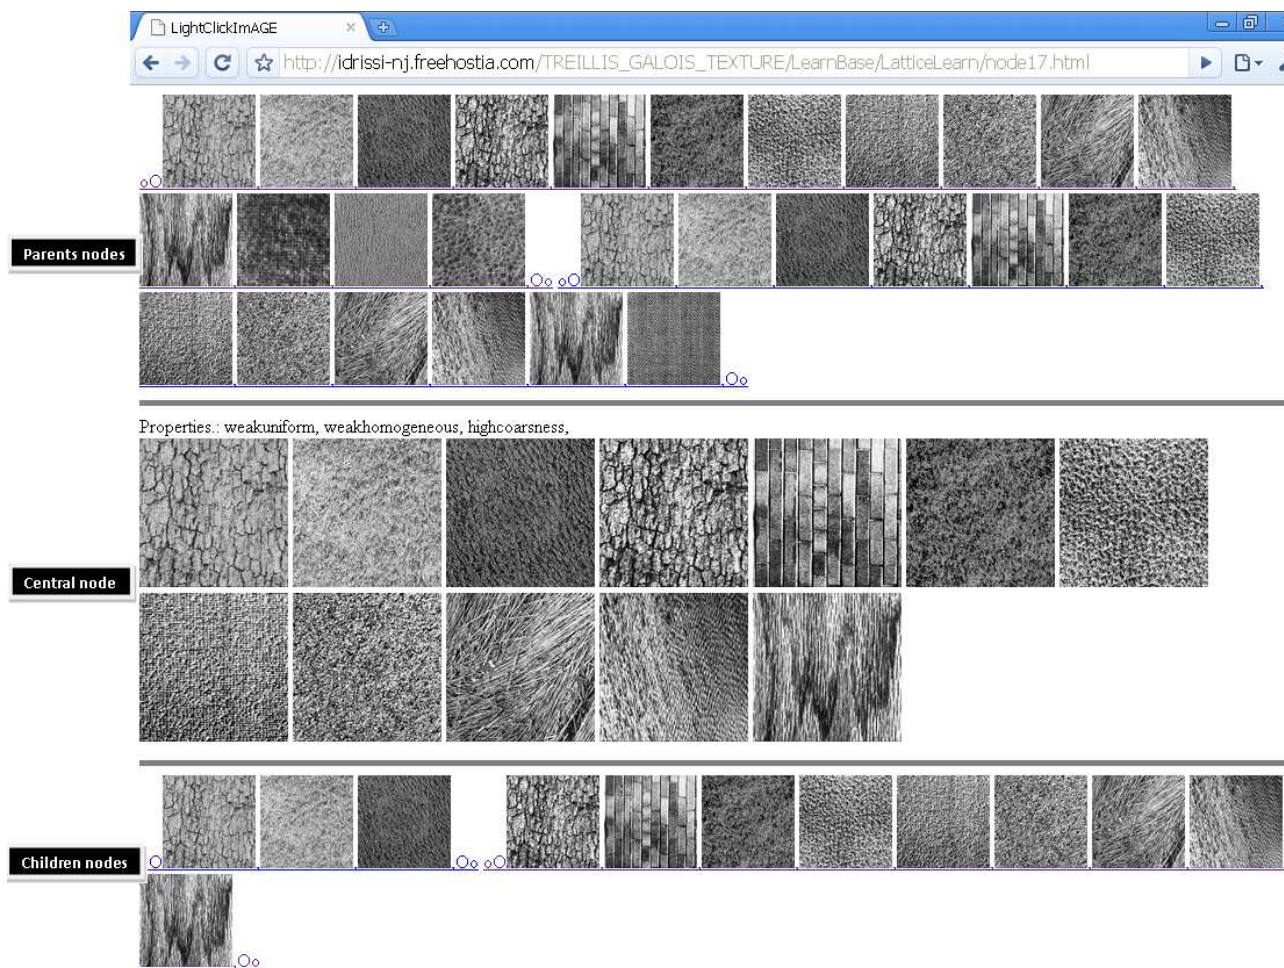 LightClickImAGE
http://idrissi-nj.freehostia.com/TREILLIS_GALOIS_TEXTURE/LearnBase/LatticeLearn/node17.html
Parents nodes
Properties.: weakuniform, weakhomogeneous, highcoarsness,
Central node
Children nodes